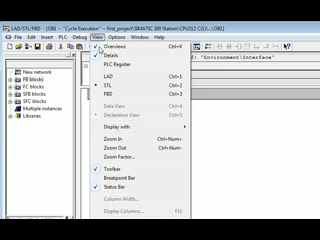 LAD/STL/FBD - [OB1 -- "Cycle Execution" -- first_project\SIMATIC 300 Station\CPU312 C(1)\...\OB1]
File Edit Insert PLC Debug View Options Window Help
Overviews Ctrl+K
Details
PLC Register
LAD Ctrl+1
STL Ctrl+2
FBD Ctrl+3
Data View Ctrl+4
Declaration View Ctrl+5
Display with
Zoom In Ctrl+Num+
Zoom Out Ctrl+Num-
Zoom Factor...
Toolbar
Breakpoint Bar
Status Bar
Column Width...
Display Columns... F11
New network
FB blocks
FC blocks
SFB blocks
SFC blocks
Multiple instances
Libraries
f: 'Environment\Interface'